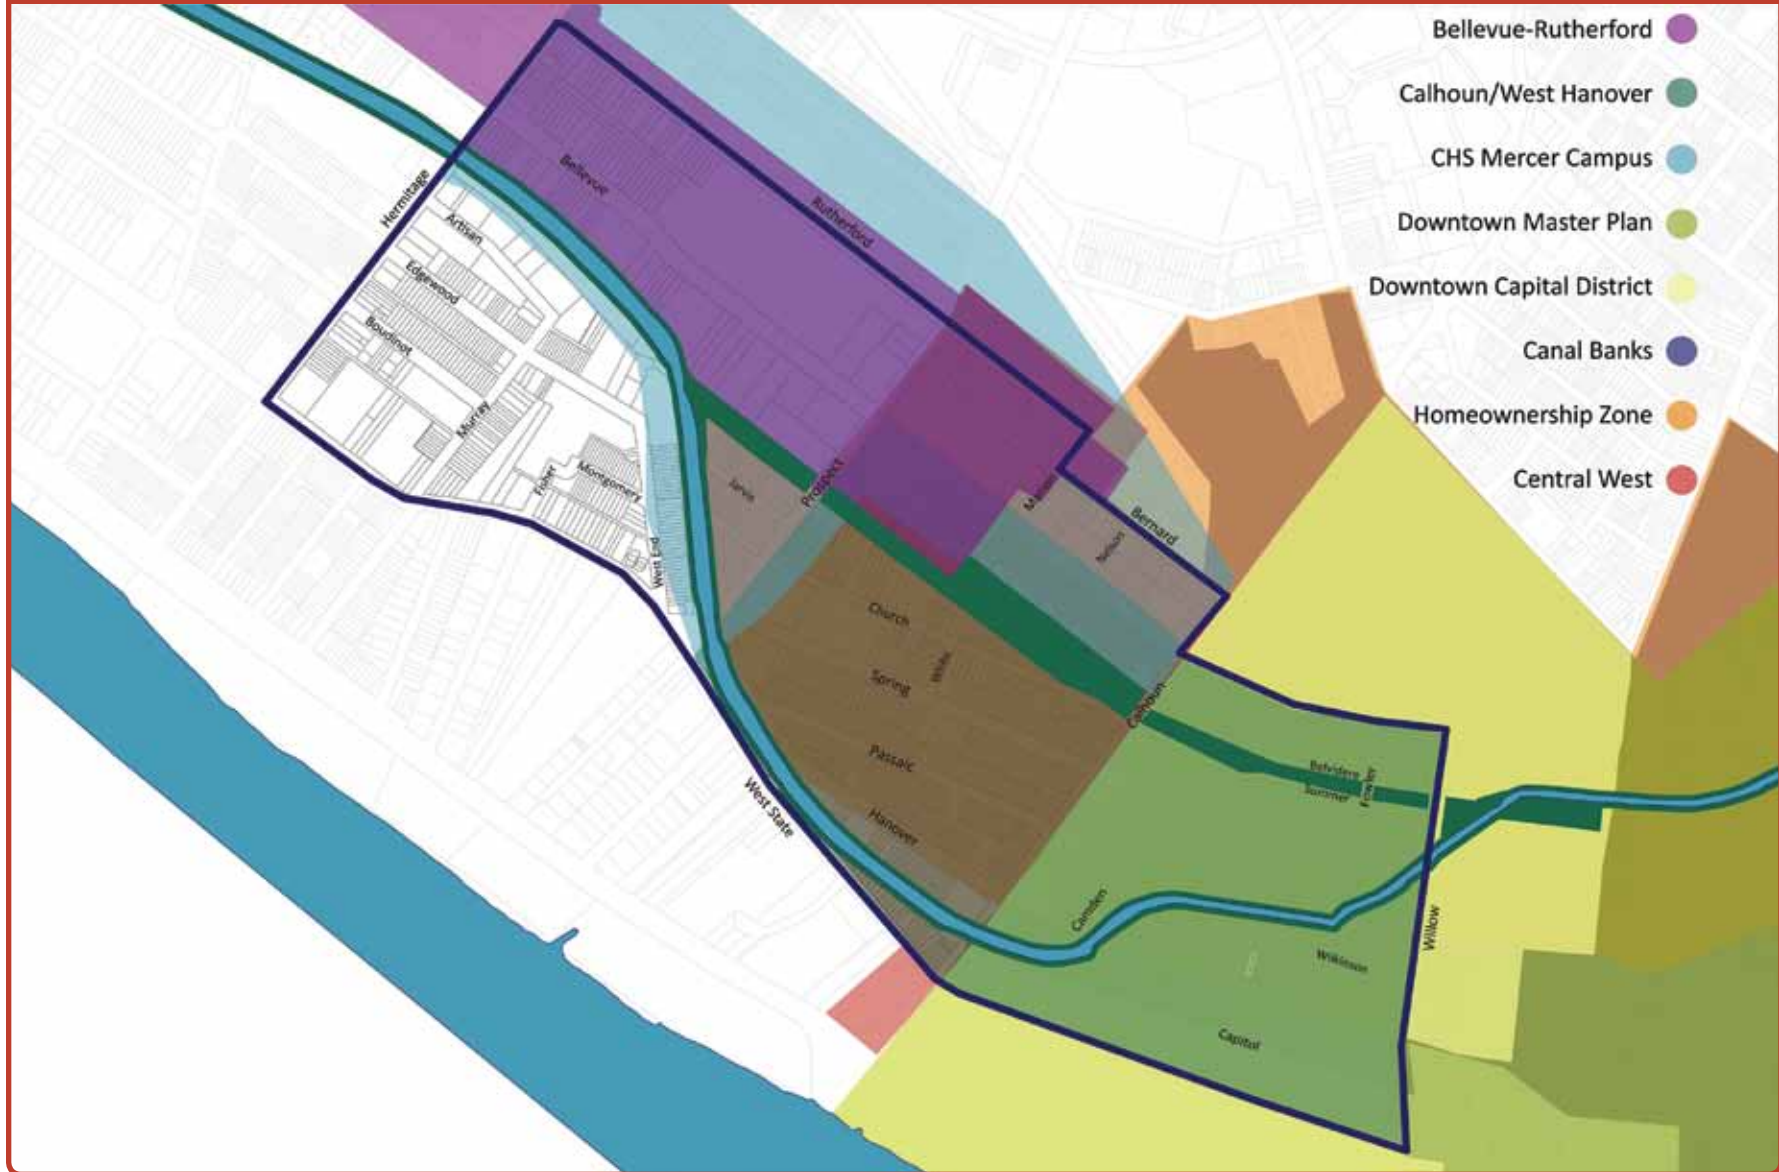 Bellevue-Rutherford
Calhoun/West Hanover
CHS Mercer Campus
Downtown Master Plan
Downtown Capital District
Canal Banks
Homeownership Zone
Central West
Hermitage
Bellevue
Rutherford
Artisan
Edgewood
Boudinot
Murray
Fisher
Montgomery
West End
Jarvis
Prospect
Bernard
Nelson
Church
Spring
Passaic
Hanover
West State
Calhoun
Belvidere
Summer
Fowler
Camden
Willow
Wilkinson
Capitol